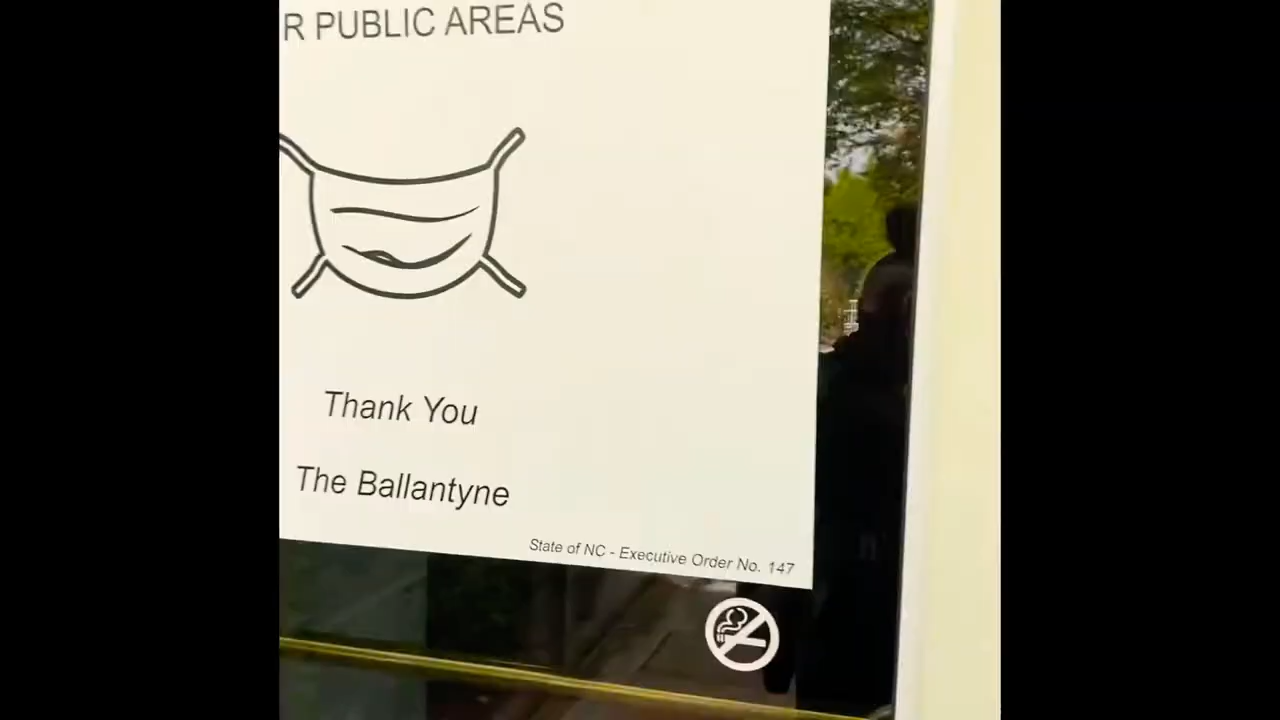 R PUBLIC AREAS
Thank You
The Ballantyne
State of NC - Executive Order No. 147